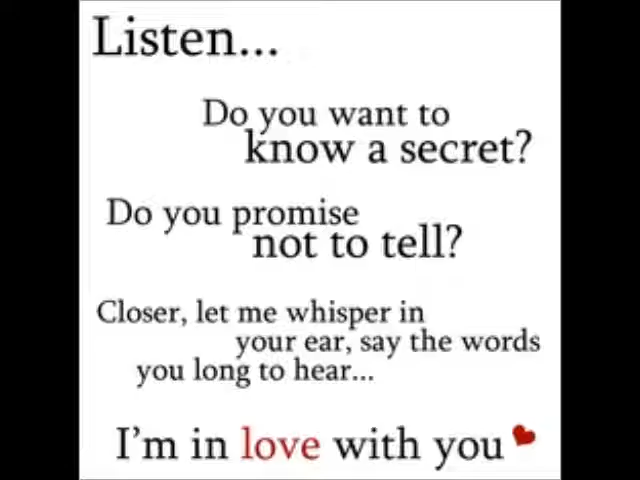 Listen...
Do you want to
know a secret?
Do you promise
not to tell?
Closer, let me whisper in
your ear, say the words
you long to hear...
I'm in love with you